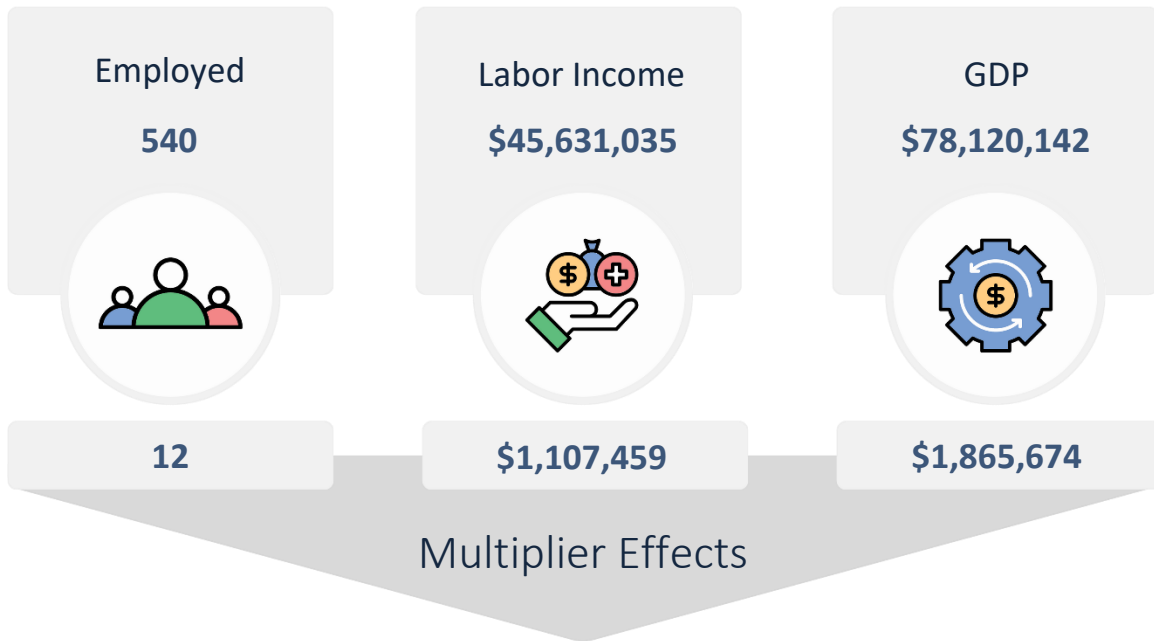 Employed
540
Labor Income
$45,631,035
GDP
$78,120,142
12
$1,107,459
$1,865,674
Multiplier Effects